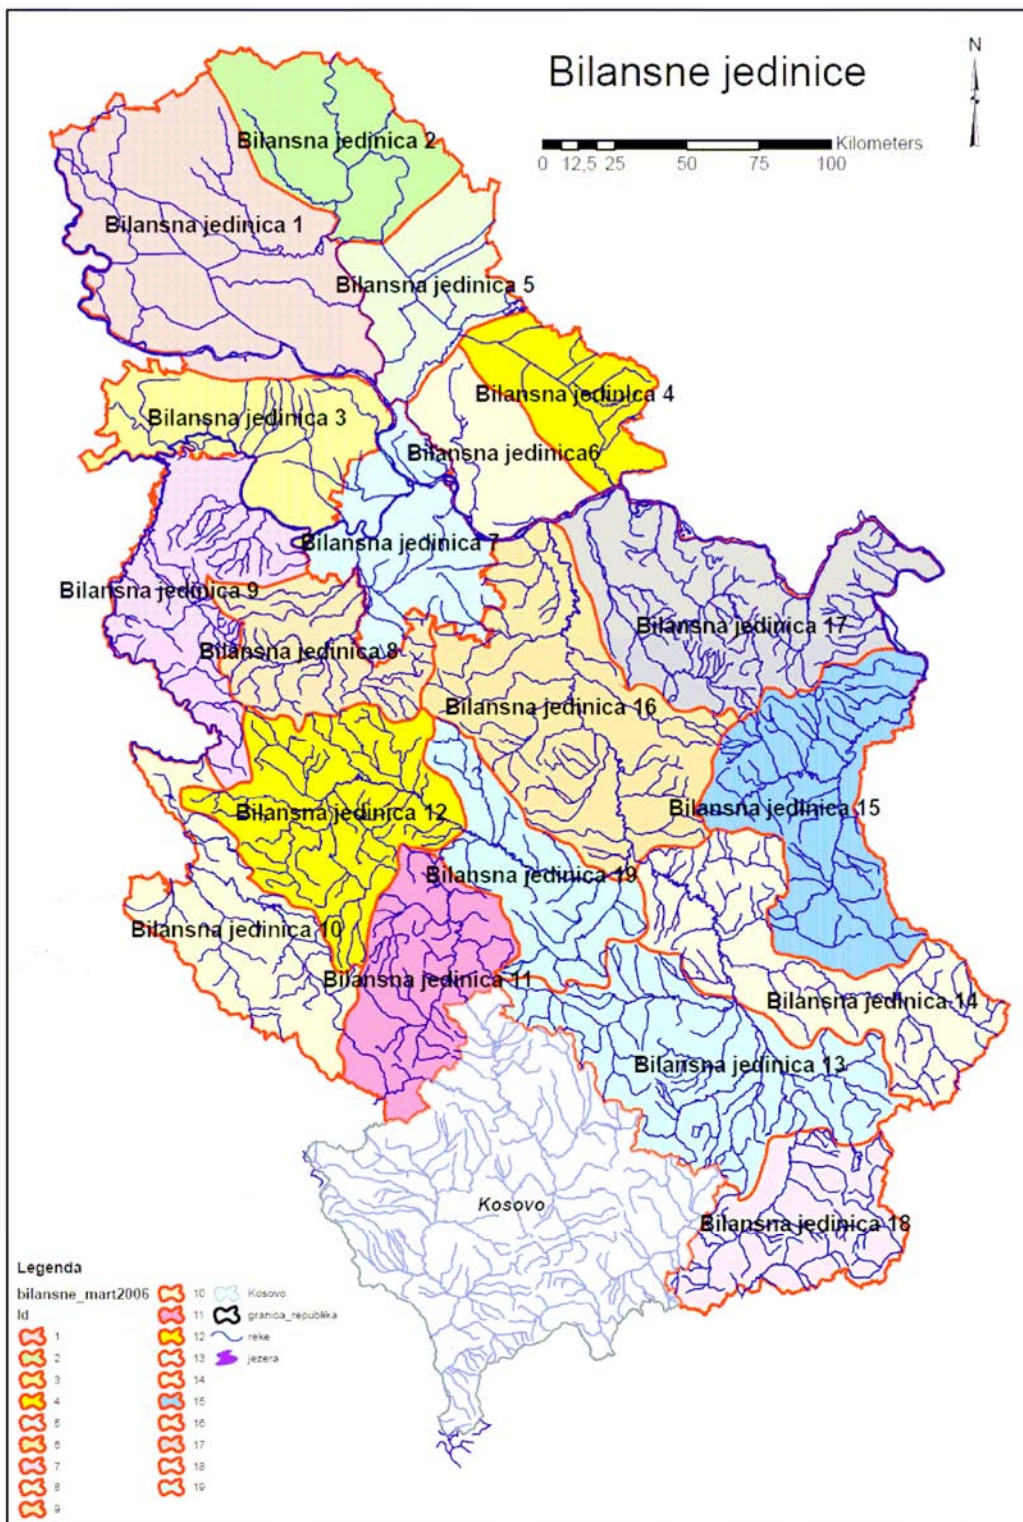 Bilansne jedinice
N
Kilometers
0 12,5 25 50 75 100
Bilansna jedinica 2
Bilansna jedinica 1
Bilansna jedinica 5
Bilansna jedinica 4
Bilansna jedinica 3
Bilansna jedinica6
Bilansna jedinica 7
Bilansna jedinica 9
Bilansna jedinica 17
Bilansna jedinica 8
Bilansna jedinica 16
Bilansna jedinica 15
Bilansna jedinica 12
Bilansna jedinica 19
Bilansna jedinica 10
Bilansna jedinica 11
Bilansna jedinica 14
Bilansna jedinica 13
Kosovo
Bilansna jedinica 18
Legenda
bilansne_mart2006
Id
1
2
3
4
5
6
7
8
9
10
11
12
13
14
15
16
17
18
19
Kosovo
granica_republika
reke
jezera